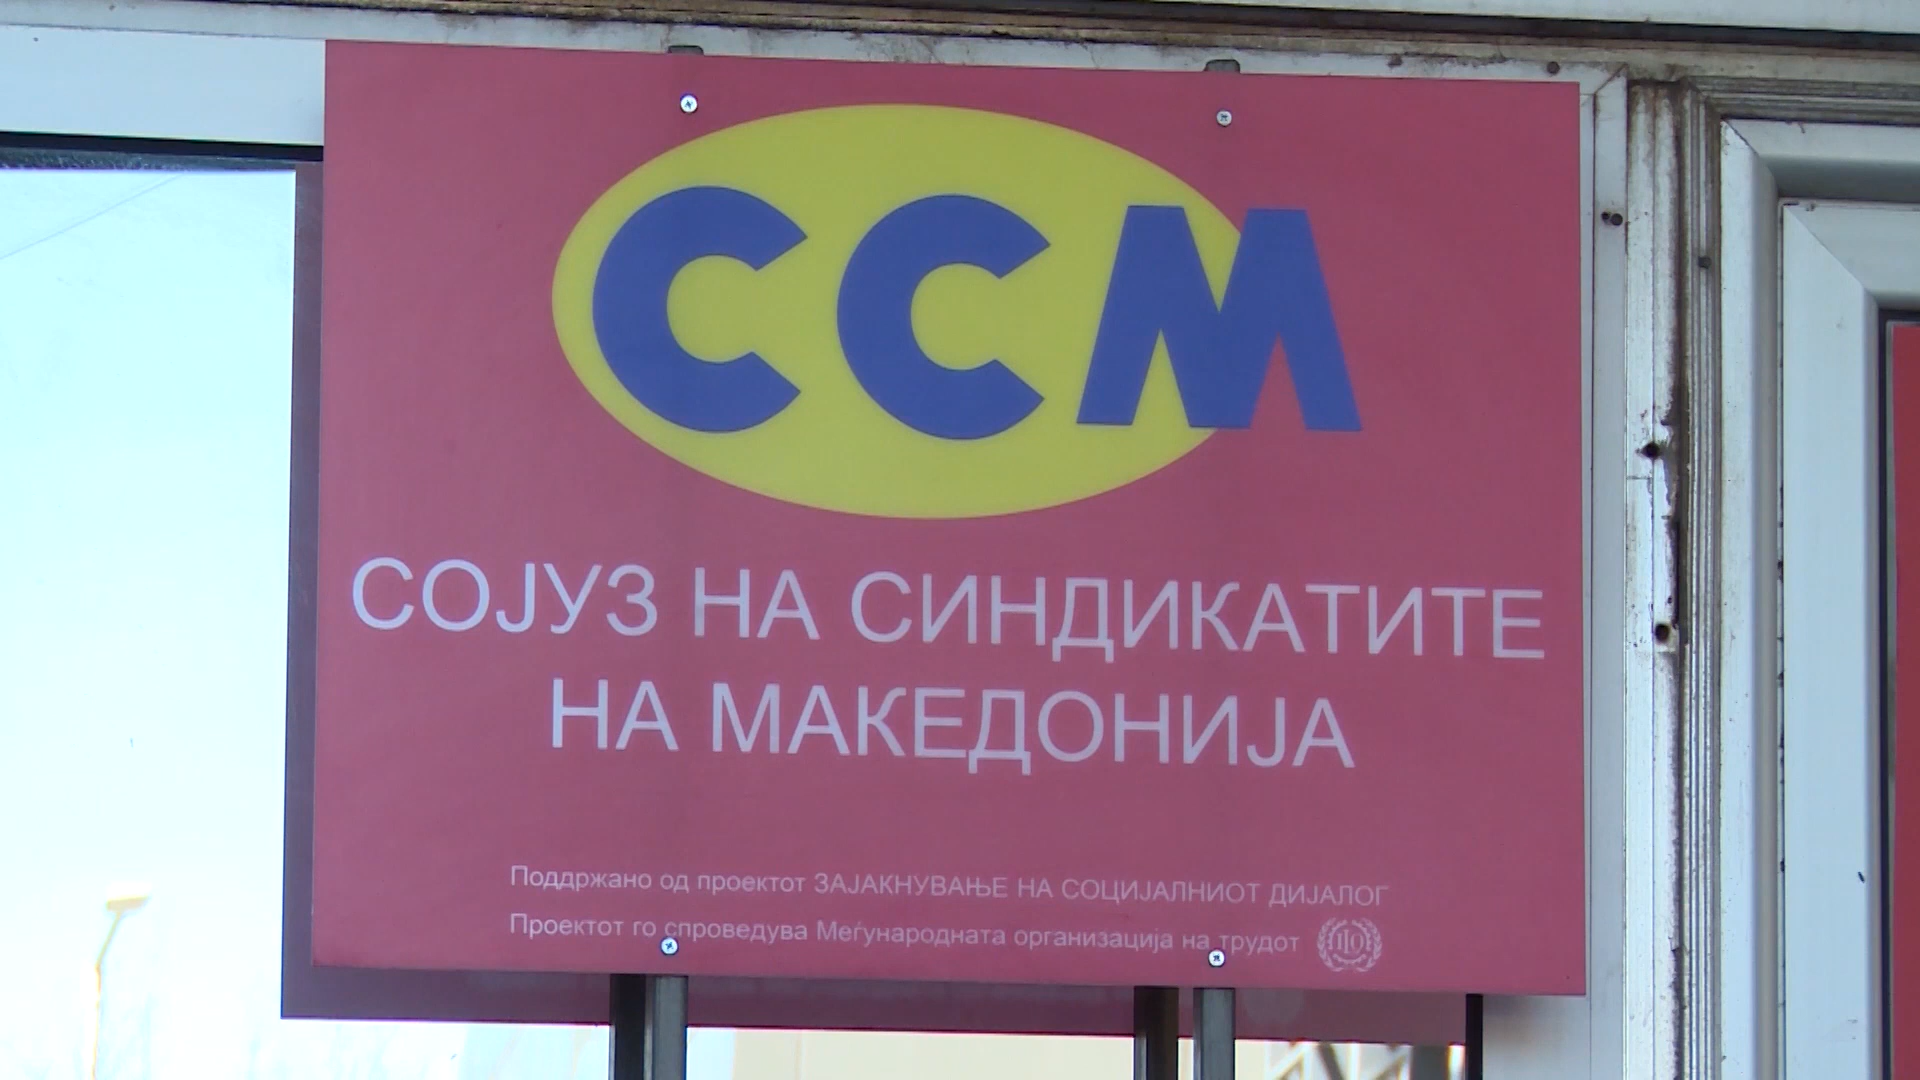 ССМ
СОЈУЗ НА СИНДИКАТИТЕ
НА МАКЕДОНИЈА
Поддржано од проектот ЗАЈАКНУВАЊЕ НА СОЦИЈАЛНИОТ ДИЈАЛОГ
Проектот го спроведува Меѓународната организација на трудот
ILO